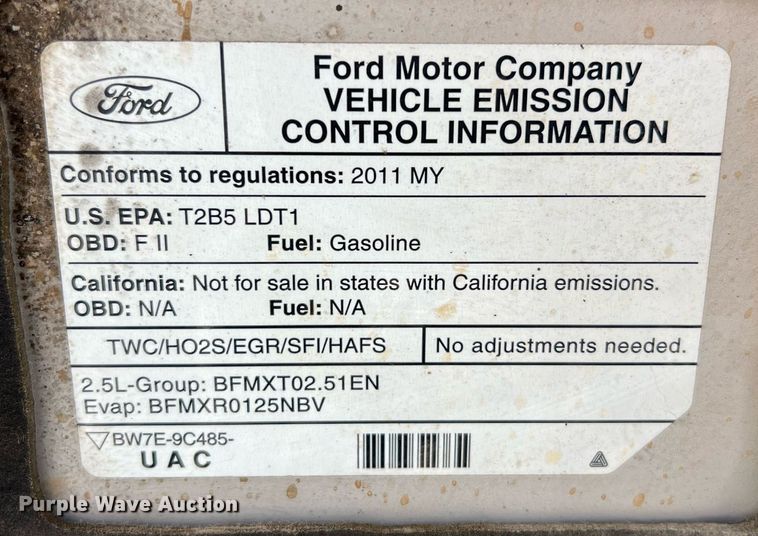 Ford
Ford Motor Company
VEHICLE EMISSION
CONTROL INFORMATION
Conforms to regulations: 2011 MY
U.S. EPA: T2B5 LDT1
OBD: F II Fuel: Gasoline
California: Not for sale in states with California emissions.
OBD: N/A Fuel: N/A
TWC/HO2S/EGR/SFI/HAFS No adjustments needed.
2.5L-Group: BFMXT02.51EN
Evap: BFMXR0125NBV
BW7E-9C485-
U A C
Purple Wave Auction